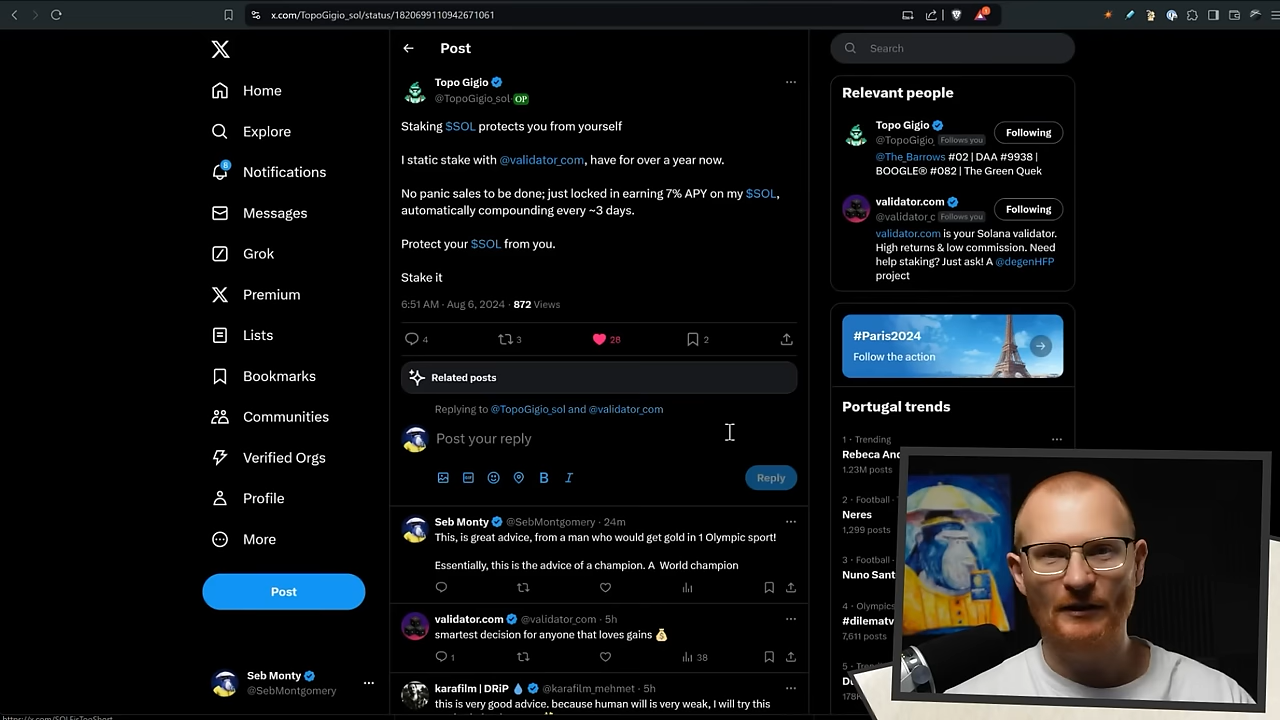 x.com/TopoGigio_sol/status/1820699110942671061
Home
Explore
8
Notifications
Messages
Grok
Premium
Lists
Bookmarks
Communities
Verified Orgs
Profile
More
Post
Seb Monty
@SebMontgomery
Post
Topo Gigio
@TopoGigio_sol OP
Staking $SOL protects you from yourself
I static stake with @validator_com, have for over a year now.
No panic sales to be done; just locked in earning 7% APY on my $SOL,
automatically compounding every ~3 days.
Protect your $SOL from you.
Stake it
6:51 AM · Aug 6, 2024 · 872 Views
4 3 28 2
Related posts
Replying to @TopoGigio_sol and @validator_com
Post your reply
GIF B I
Reply
Seb Monty @SebMontgomery · 24m
This, is great advice, from a man who would get gold in 1 Olympic sport!
Essentially, this is the advice of a champion. A World champion
validator.com @validator_com · 5h
smartest decision for anyone that loves gains
1 38
karafilm | DRiP @karafilm_mehmet · 5h
this is very good advice. because human will is very weak, I will try this
Search
Relevant people
Topo Gigio
@TopoGigio_ Follows you
Following
@The_Barrows #02 | DAA #9938 |
BOOGLE® #082 | The Green Quek
validator.com
@validator_c Follows you
Following
validator.com is your Solana validator.
High returns & low commission. Need
help staking? Just ask! A @degenHFP
project
#Paris2024
Follow the action
Portugal trends
1 · Trending
Rebeca And
1.23M posts
2 · Football
Neres
1,299 posts
3 · Football
Nuno Sant
4 · Olympics
#dilematv
7,611 posts
5 · Trend
178K